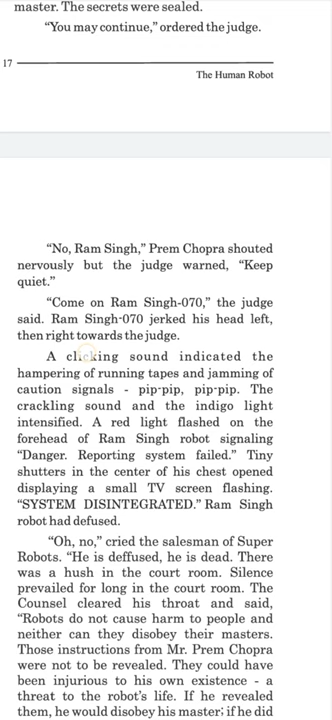 master. The secrets were sealed.
“You may continue,” ordered the judge.
17
The Human Robot
“No, Ram Singh,” Prem Chopra shouted
nervously but the judge warned, “Keep
quiet.”
“Come on Ram Singh-070,” the judge
said. Ram Singh-070 jerked his head left,
then right towards the judge.
A clicking sound indicated the
hampering of running tapes and jamming of
caution signals - pip-pip, pip-pip. The
crackling sound and the indigo light
intensified. A red light flashed on the
forehead of Ram Singh robot signaling
“Danger. Reporting system failed.” Tiny
shutters in the center of his chest opened
displaying a small TV screen flashing.
“SYSTEM DISINTEGRATED.” Ram Singh
robot had defused.
“Oh, no,” cried the salesman of Super
Robots. “He is deffused, he is dead. There
was a hush in the court room. Silence
prevailed for long in the court room. The
Counsel cleared his throat and said,
“Robots do not cause harm to people and
neither can they disobey their masters.
Those instructions from Mr. Prem Chopra
were not to be revealed. They could have
been injurious to his own existence - a
threat to the robot’s life. If he revealed
them, he would disobey his master; if he did